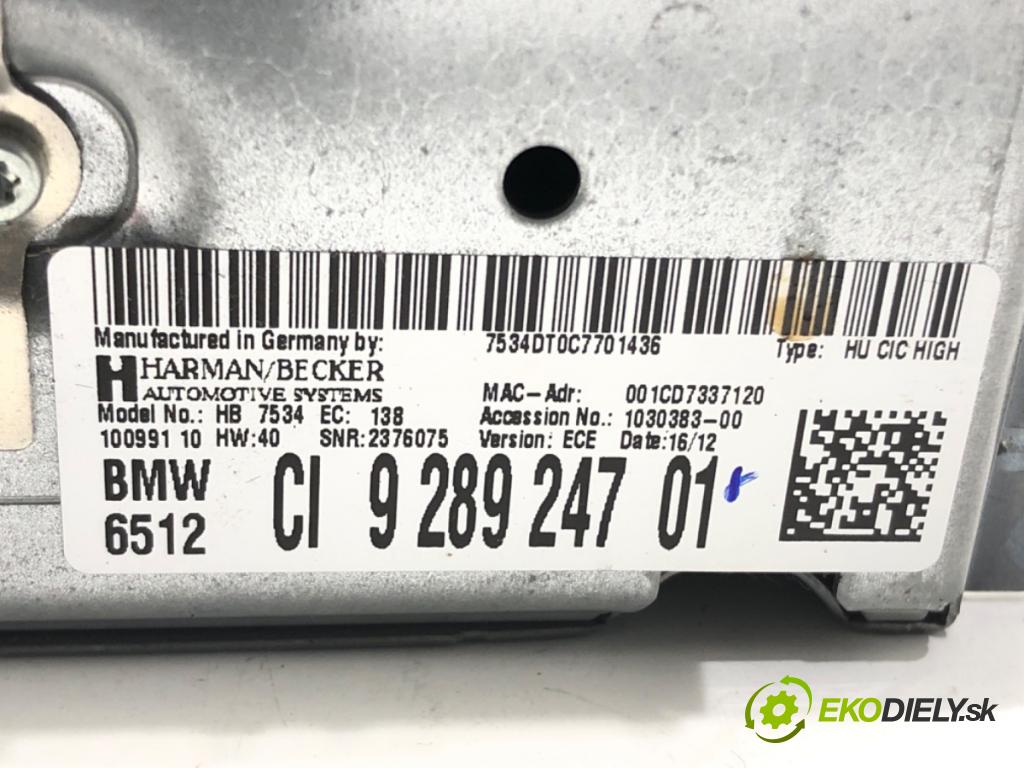 Manufactured in Germany by: 7534DT0C7701436 Type: HU CIC HIGH
HARMAN/BECKER
AUTOMOTIVE SYSTEMS MAC-Adr: 001CD7337120
Model No.: HB 7534 EC: 138 Accession No.: 1030383-00
100991 10 HW:40 SNR:2376075 Version: ECE Date:16/12
BMW CI 9 289 247 01
6512
EKODIELY.sk